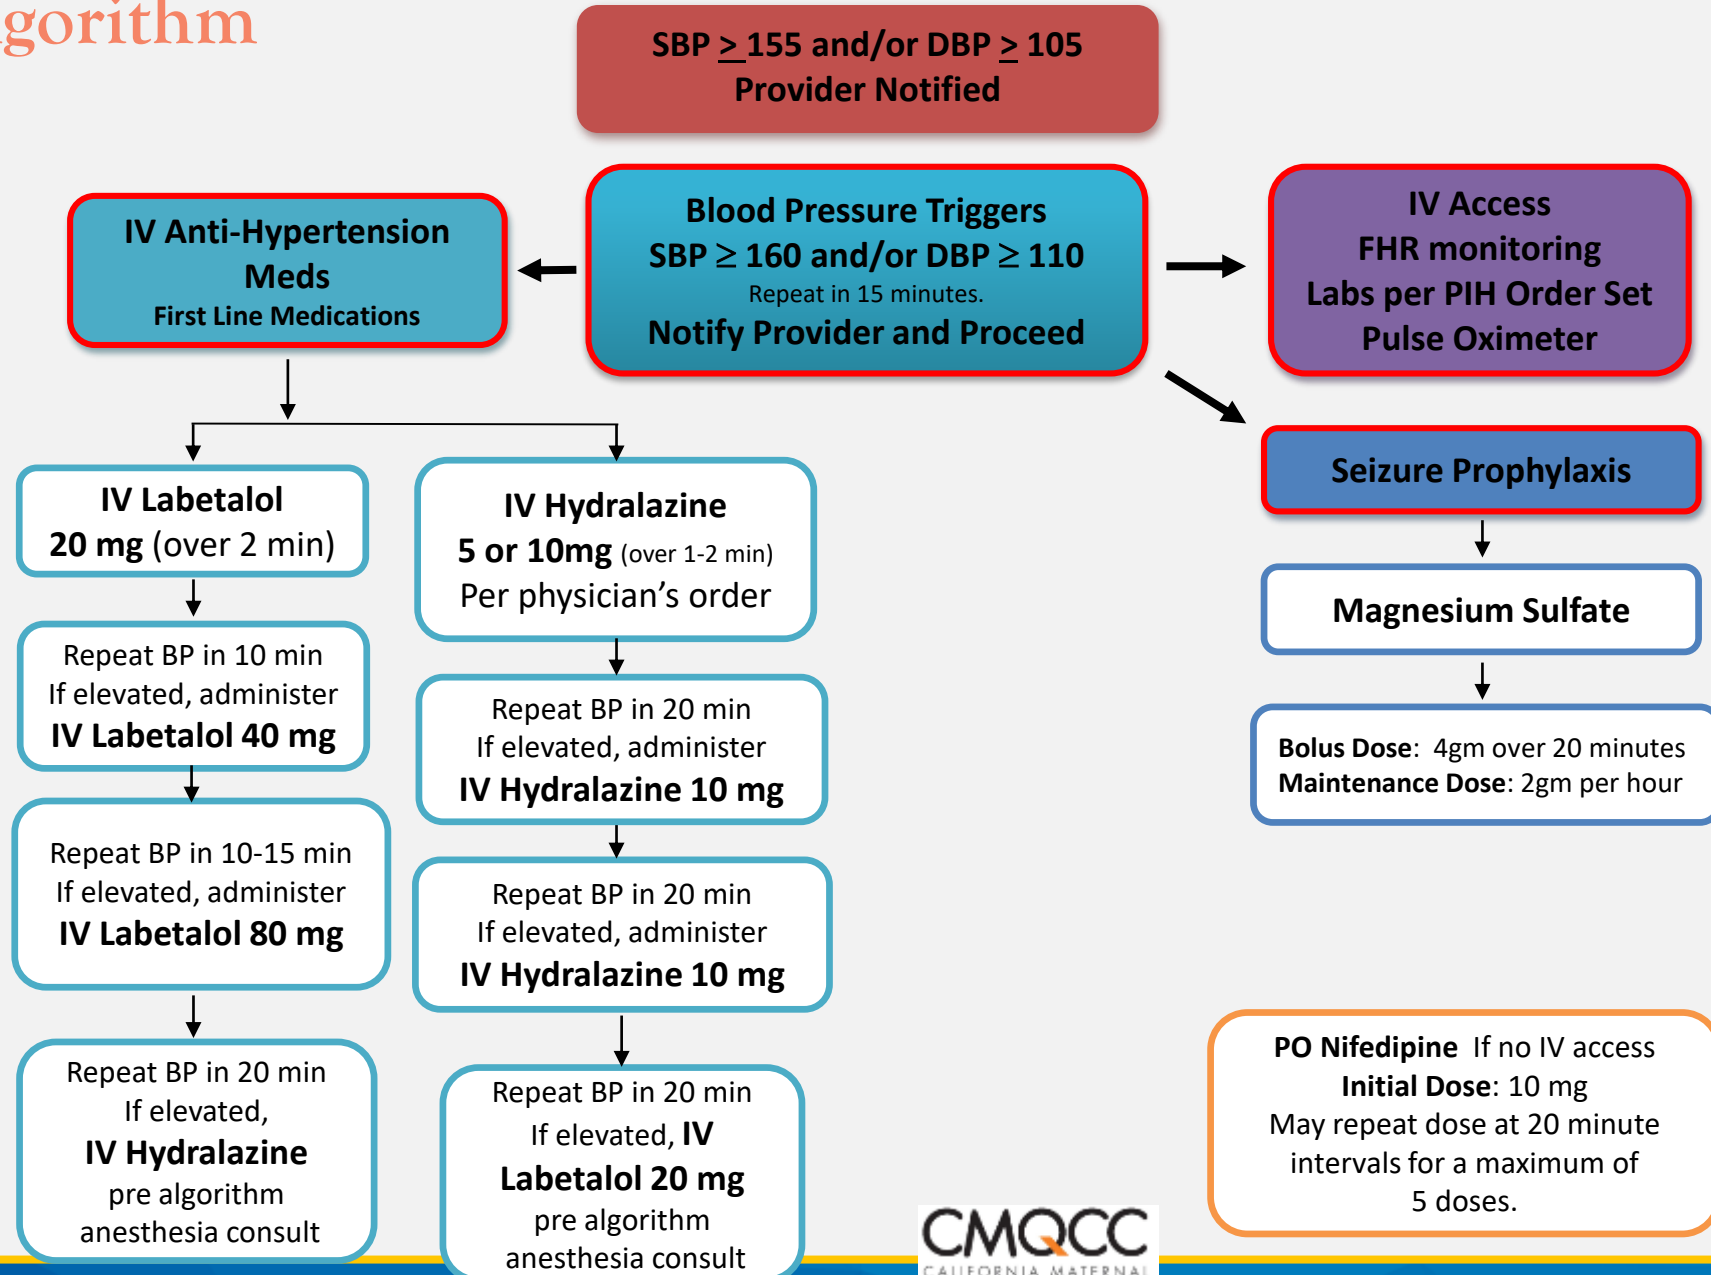 gorithm
SBP ≥ 155 and/or DBP ≥ 105
Provider Notified
Blood Pressure Triggers
SBP ≥ 160 and/or DBP ≥ 110
Repeat in 15 minutes.
Notify Provider and Proceed
IV Anti-Hypertension
Meds
First Line Medications
IV Access
FHR monitoring
Labs per PIH Order Set
Pulse Oximeter
IV Labetalol
20 mg (over 2 min)
Repeat BP in 10 min
If elevated, administer
IV Labetalol 40 mg
Repeat BP in 10-15 min
If elevated, administer
IV Labetalol 80 mg
Repeat BP in 20 min
If elevated,
IV Hydralazine
pre algorithm
anesthesia consult
IV Hydralazine
5 or 10mg (over 1-2 min)
Per physician’s order
Repeat BP in 20 min
If elevated, administer
IV Hydralazine 10 mg
Repeat BP in 20 min
If elevated, administer
IV Hydralazine 10 mg
Repeat BP in 20 min
If elevated, IV
Labetalol 20 mg
pre algorithm
anesthesia consult
Seizure Prophylaxis
Magnesium Sulfate
Bolus Dose: 4gm over 20 minutes
Maintenance Dose: 2gm per hour
PO Nifedipine If no IV access
Initial Dose: 10 mg
May repeat dose at 20 minute
intervals for a maximum of
5 doses.
CMQCC
CALIFORNIA MATERNAL